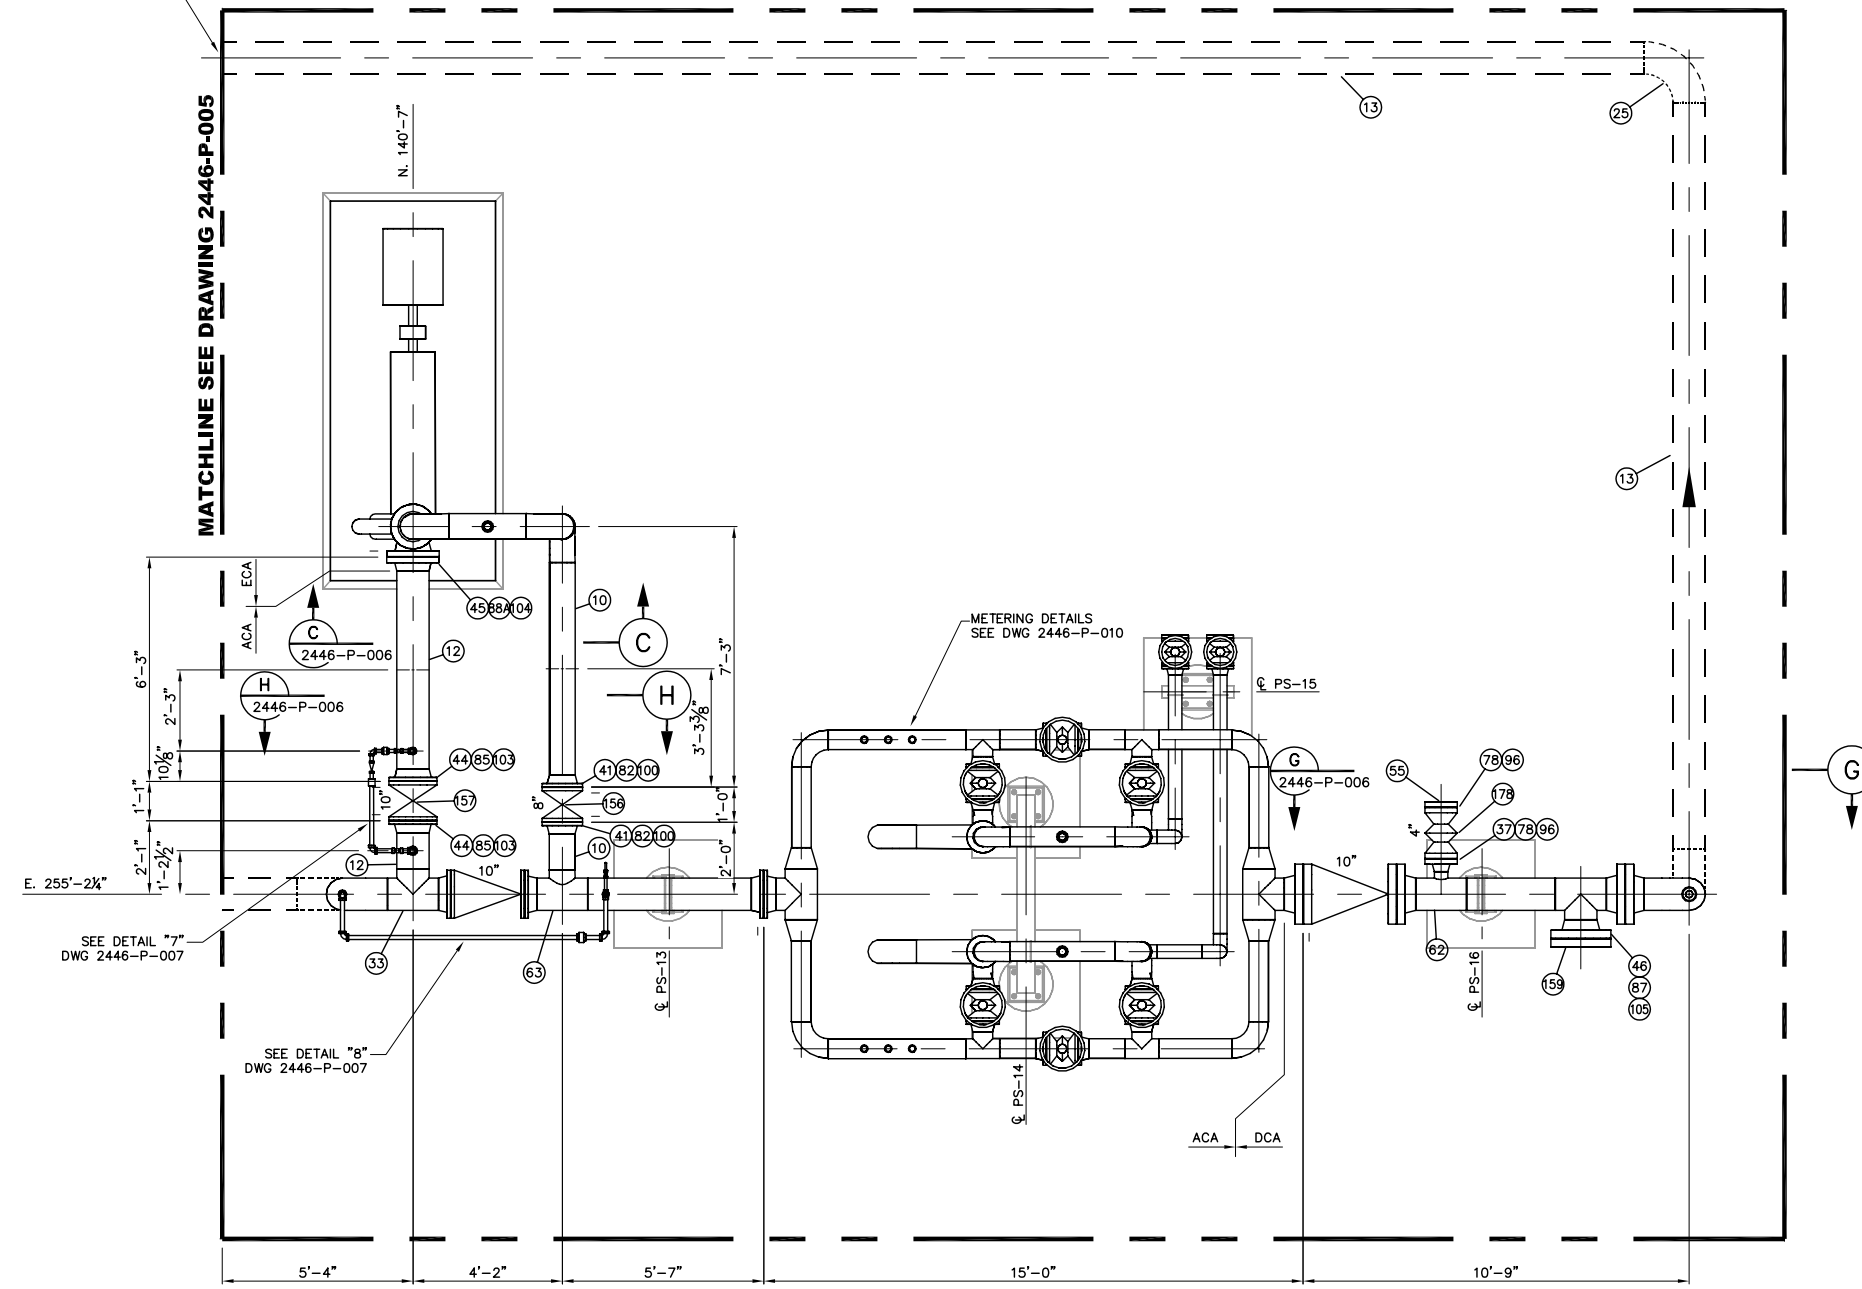 MATCHLINE SEE DRAWING 2446-P-005
N. 140'-7"
13
25
13
ECA
ACA
45
88A
104
C
2446-P-006
10
C
12
H
2446-P-006
H
6'-3"
2'-3"
10⅛"
1'-1"
2'-1"
1'-2½"
7'-3"
3'-3⅜"
1'-0"
2'-0"
44
85
103
41
82
100
10"
157
8"
156
44
85
103
41
82
100
12
10"
10
E. 255'-2¼"
SEE DETAIL "7"
DWG 2446-P-007
33
63
℄ PS-13
SEE DETAIL "8"
DWG 2446-P-007
METERING DETAILS
SEE DWG 2446-P-010
℄ PS-15
G
2446-P-006
G
55
78
96
178
4"
37
78
96
10"
62
℄ PS-16
159
46
87
105
℄ PS-14
ACA
DCA
5'-4"
4'-2"
5'-7"
15'-0"
10'-9"